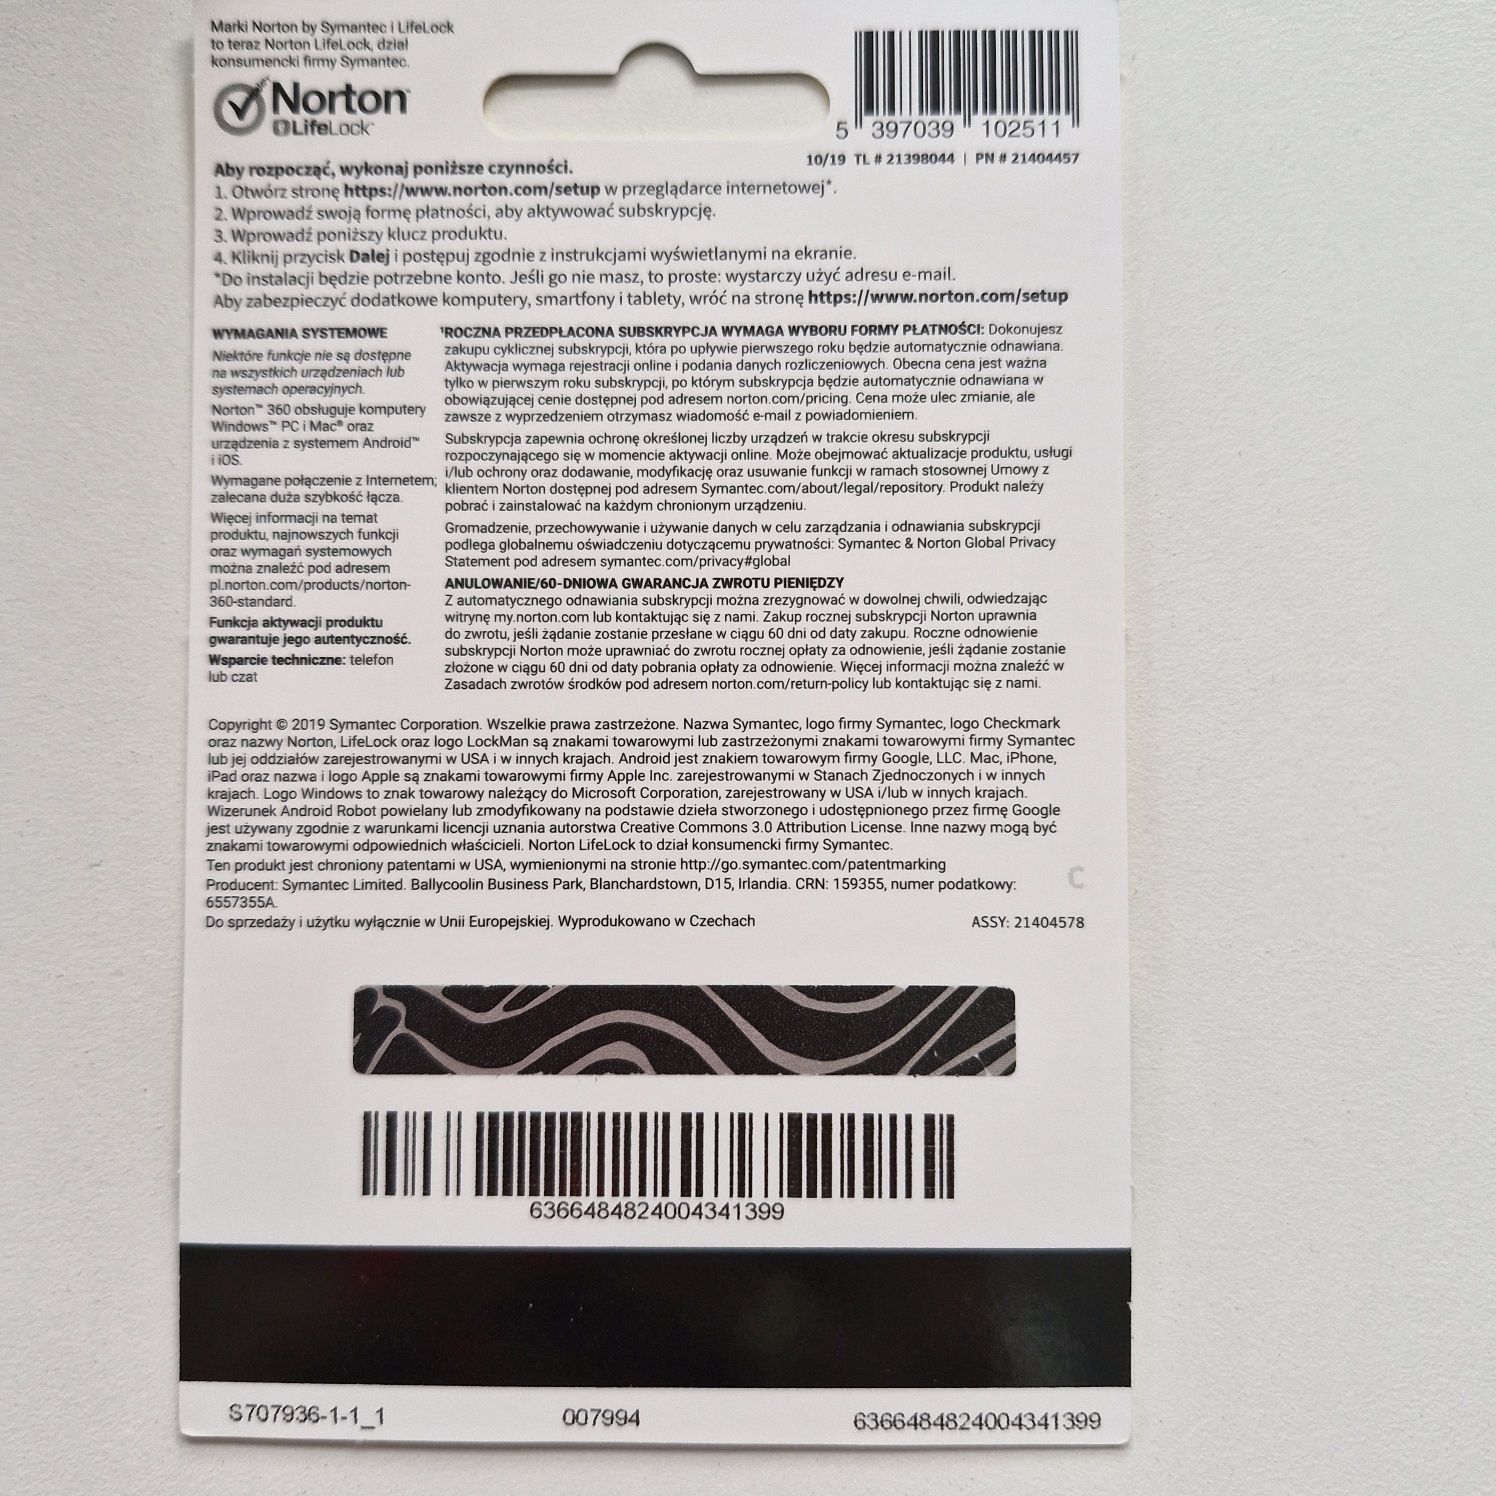 Marki Norton by Symantec i LifeLock
to teraz Norton LifeLock, dział
konsumencki firmy Symantec.
Norton
LifeLock
5 397039 102511
10/19 TL # 21398044 | PN # 21404457
Aby rozpocząć, wykonaj poniższe czynności.
1. Otwórz stronę https://www.norton.com/setup w przeglądarce internetowej*.
2. Wprowadź swoją formę płatności, aby aktywować subskrypcję.
3. Wprowadź poniższy klucz produktu.
4. Kliknij przycisk Dalej i postępuj zgodnie z instrukcjami wyświetlanymi na ekranie.
*Do instalacji będzie potrzebne konto. Jeśli go nie masz, to proste: wystarczy użyć adresu e-mail.
Aby zabezpieczyć dodatkowe komputery, smartfony i tablety, wróć na stronę https://www.norton.com/setup
WYMAGANIA SYSTEMOWE
Niektóre funkcje nie są dostępne
na wszystkich urządzeniach lub
systemach operacyjnych.
Norton™ 360 obsługuje komputery
Windows™ PC i Mac® oraz
urządzenia z systemem Android™
i iOS.
Wymagane połączenie z Internetem;
zalecana duża szybkość łącza.
Więcej informacji na temat
produktu, najnowszych funkcji
oraz wymagań systemowych
można znaleźć pod adresem
pl.norton.com/products/norton-
360-standard.
Funkcja aktywacji produktu
gwarantuje jego autentyczność.
Wsparcie techniczne: telefon
lub czat
¹ROCZNA PRZEDPŁACONA SUBSKRYPCJA WYMAGA WYBORU FORMY PŁATNOŚCI: Dokonujesz
zakupu cyklicznej subskrypcji, która po upływie pierwszego roku będzie automatycznie odnawiana.
Aktywacja wymaga rejestracji online i podania danych rozliczeniowych. Obecna cena jest ważna
tylko w pierwszym roku subskrypcji, po którym subskrypcja będzie automatycznie odnawiana w
obowiązującej cenie dostępnej pod adresem norton.com/pricing. Cena może ulec zmianie, ale
zawsze z wyprzedzeniem otrzymasz wiadomość e-mail z powiadomieniem.
Subskrypcja zapewnia ochronę określonej liczby urządzeń w trakcie okresu subskrypcji
rozpoczynającego się w momencie aktywacji online. Może obejmować aktualizacje produktu, usługi
i/lub ochrony oraz dodawanie, modyfikację oraz usuwanie funkcji w ramach stosownej Umowy z
klientem Norton dostępnej pod adresem Symantec.com/about/legal/repository. Produkt należy
pobrać i zainstalować na każdym chronionym urządzeniu.
Gromadzenie, przechowywanie i używanie danych w celu zarządzania i odnawiania subskrypcji
podlega globalnemu oświadczeniu dotyczącemu prywatności: Symantec & Norton Global Privacy
Statement pod adresem symantec.com/privacy#global
ANULOWANIE/60-DNIOWA GWARANCJA ZWROTU PIENIĘDZY
Z automatycznego odnawiania subskrypcji można zrezygnować w dowolnej chwili, odwiedzając
witrynę my.norton.com lub kontaktując się z nami. Zakup rocznej subskrypcji Norton uprawnia
do zwrotu, jeśli żądanie zostanie przesłane w ciągu 60 dni od daty zakupu. Roczne odnowienie
subskrypcji Norton może uprawniać do zwrotu rocznej opłaty za odnowienie, jeśli żądanie zostanie
złożone w ciągu 60 dni od daty pobrania opłaty za odnowienie. Więcej informacji można znaleźć w
Zasadach zwrotów środków pod adresem norton.com/return-policy lub kontaktując się z nami.
Copyright © 2019 Symantec Corporation. Wszelkie prawa zastrzeżone. Nazwa Symantec, logo firmy Symantec, logo Checkmark
oraz nazwy Norton, LifeLock oraz logo LockMan są znakami towarowymi lub zastrzeżonymi znakami towarowymi firmy Symantec
lub jej oddziałów zarejestrowanymi w USA i w innych krajach. Android jest znakiem towarowym firmy Google, LLC. Mac, iPhone,
iPad oraz nazwa i logo Apple są znakami towarowymi firmy Apple Inc. zarejestrowanymi w Stanach Zjednoczonych i w innych
krajach. Logo Windows to znak towarowy należący do Microsoft Corporation, zarejestrowany w USA i/lub w innych krajach.
Wizerunek Android Robot powielany lub zmodyfikowany na podstawie dzieła stworzonego i udostępnionego przez firmę Google
jest używany zgodnie z warunkami licencji uznania autorstwa Creative Commons 3.0 Attribution License. Inne nazwy mogą być
znakami towarowymi odpowiednich właścicieli. Norton LifeLock to dział konsumencki firmy Symantec.
Ten produkt jest chroniony patentami w USA, wymienionymi na stronie http://go.symantec.com/patentmarking
Producent: Symantec Limited. Ballycoolin Business Park, Blanchardstown, D15, Irlandia. CRN: 159355, numer podatkowy:
6557355A.
C
Do sprzedaży i użytku wyłącznie w Unii Europejskiej. Wyprodukowano w Czechach
ASSY: 21404578
6366484824004341399
S707936-1-1_1
007994
6366484824004341399